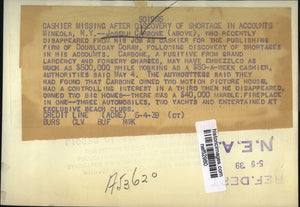 601996
CASHIER MISSING AFTER DISCOVERY OF SHORTAGE IN ACCOUNTS
MINEOLA, N.Y.--JOSEPH CARBONE (ABOVE), WHO RECENTLY
DISAPPEARED FROM HIS JOB AS CASHIER FOR THE PUBLISHING
FIRM OF DOUBLEDAY DORAN, FOLLOWING DISCOVERY OF SHORTAGES
IN HIS ACCOUNTS. CARBONE, A FUGITIVE FROM GRAND
LARCENY AND FORGERY CHARGES, MAY HAVE EMBEZZLED AS
MUCH AS $500,000 WHILE WORKING AS A $50-A-WEEK CASHIER,
AUTHORITIES SAID MAY 4. THE AUTHORITIES SAID THEY
HAD FOUND THAT CARBONE OWNED TWO MOTION PICTURE HOUSES,
HAD A CONTROLLING INTEREST IN A THIRD WHEN HE DISAPPEARED,
OWNED TWO BIG HOMES--THERE WAS A $40,000 MARBLE FIREPLACE
IN ONE--THREE AUTOMOBILES, TWO YACHTS AND ENTERTAINED AT
EXCLUSIVE BEACH CLUBS.
CREDIT LINE (ACME) 5-4-39 (CT)
BURS CLV BUF MGK
AJ3620
REF. DEPT.
5-9 '39
N.E.A.